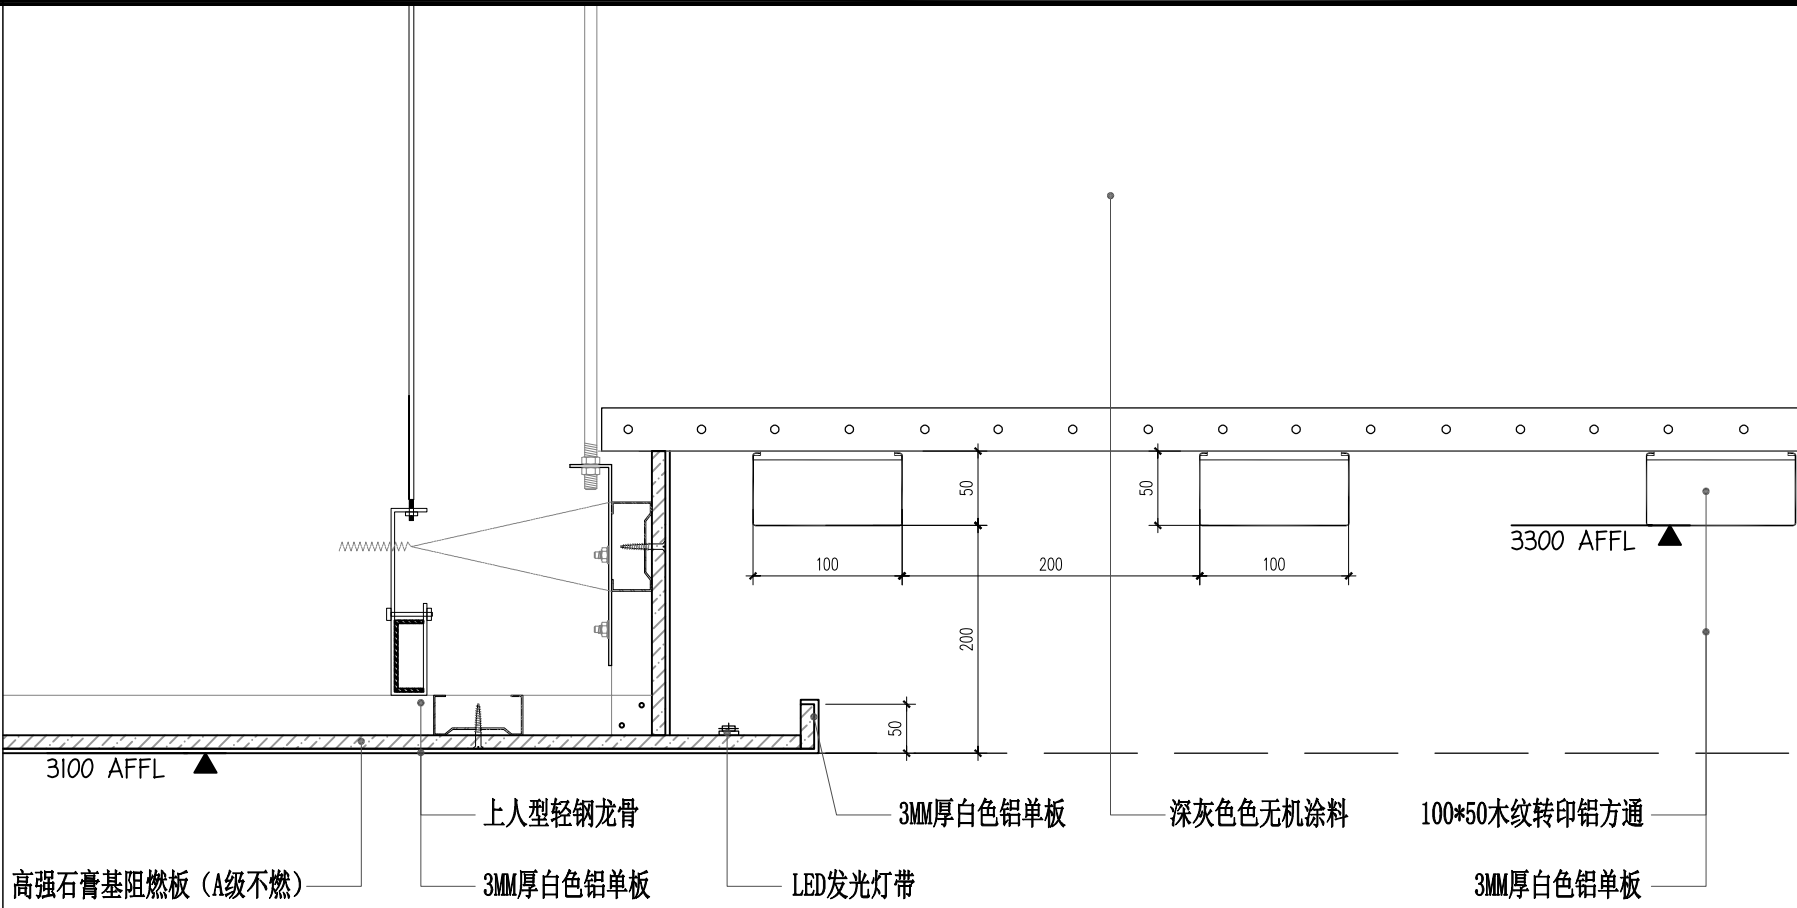 50
50
3300 AFFL
100
200
100
200
50
3100 AFFL
上人型轻钢龙骨
3MM厚白色铝单板
深灰色色无机涂料
100*50木纹转印铝方通
高强石膏基阻燃板（A级不燃）
3MM厚白色铝单板
LED发光灯带
3MM厚白色铝单板